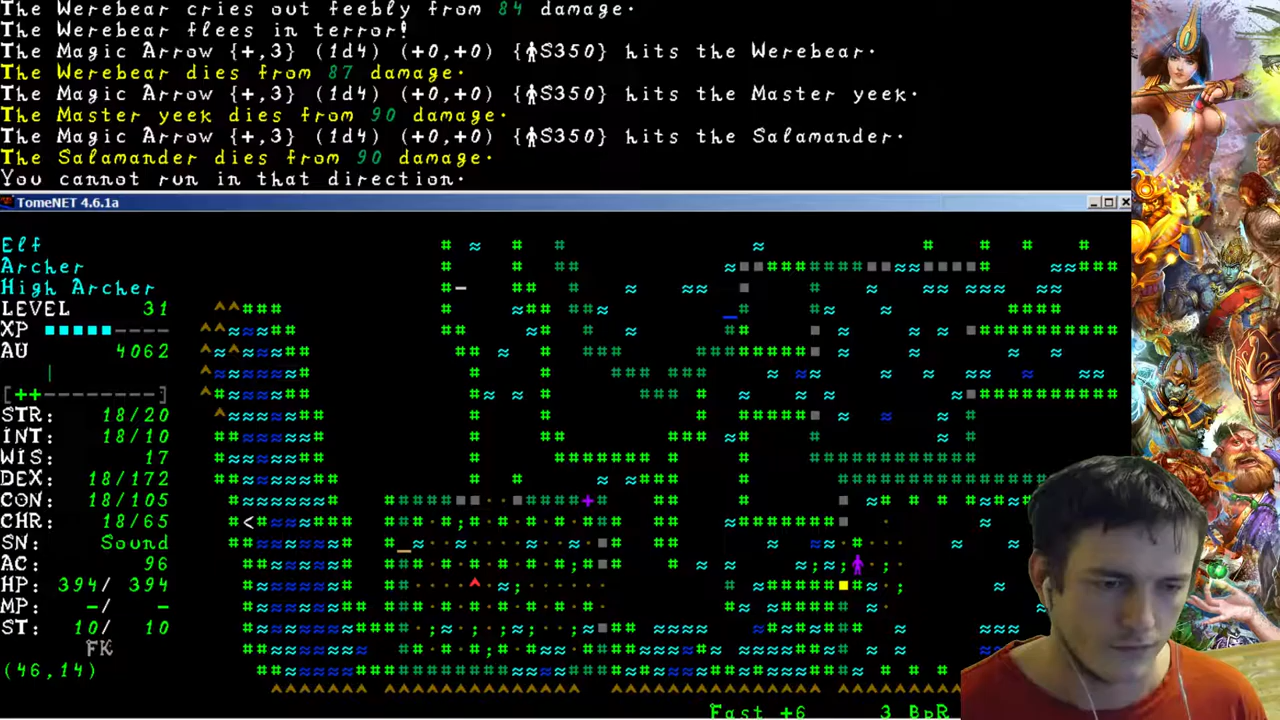 The Werebear cries out feebly from 84 damage.
The Werebear flees in terror!
The Magic Arrow {+,3} (1d4) (+0,+0) {S350} hits the Werebear.
The Werebear dies from 87 damage.
The Magic Arrow {+,3} (1d4) (+0,+0) {S350} hits the Master yeek.
The Master yeek dies from 90 damage.
The Magic Arrow {+,3} (1d4) (+0,+0) {S350} hits the Salamander.
The Salamander dies from 90 damage.
You cannot run in that direction.
TomeNET 4.6.1a
Elf
Archer
High Archer
LEVEL 31
XP
AU 4062
[++--------]
STR: 18/20
INT: 18/10
WIS: 17
DEX: 18/172
CON: 18/105
CHR: 18/65
SN: Sound
AC: 96
HP: 394/ 394
MP: -/ -
ST: 10/ 10
FK
(46,14)
Fast +6 3 BpR